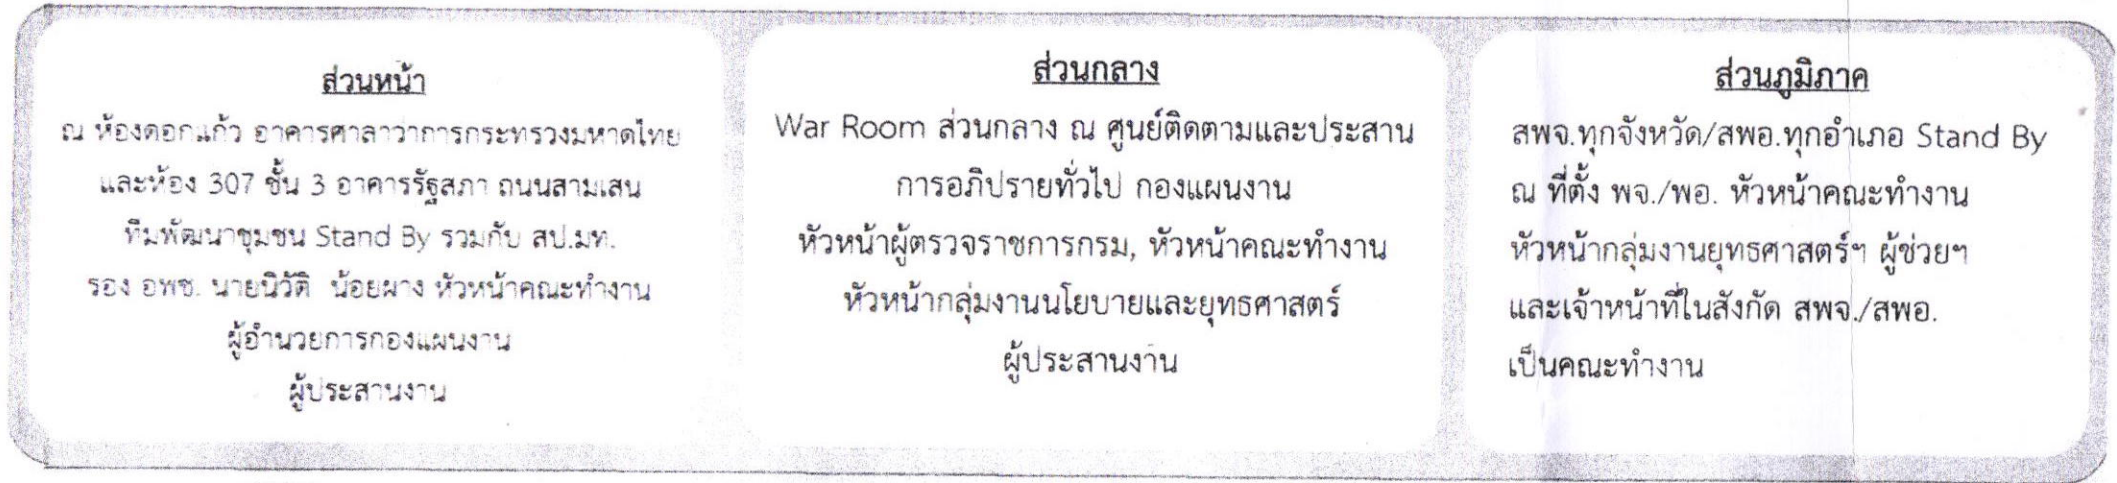 ส่วนหน้า
ณ ห้องดอกแก้ว อาคารศาลาว่าการกระทรวงมหาดไทย
และห้อง 307 ชั้น 3 อาคารรัฐสภา ถนนสามเสน
ทีมพัฒนาชุมชน Stand By รวมกับ สป.มท.
รอง อพช. นายนิวัติ น้อยผาง หัวหน้าคณะทำงาน
ผู้อำนวยการกองแผนงาน
ผู้ประสานงาน
ส่วนกลาง
War Room ส่วนกลาง ณ ศูนย์ติดตามและประสาน
การอภิปรายทั่วไป กองแผนงาน
หัวหน้าผู้ตรวจราชการกรม, หัวหน้าคณะทำงาน
หัวหน้ากลุ่มงานนโยบายและยุทธศาสตร์
ผู้ประสานงาน
ส่วนภูมิภาค
สพจ.ทุกจังหวัด/สพอ.ทุกอำเภอ Stand By
ณ ที่ตั้ง พจ./พอ. หัวหน้าคณะทำงาน
หัวหน้ากลุ่มงานยุทธศาสตร์ฯ ผู้ช่วยฯ
และเจ้าหน้าที่ในสังกัด สพจ./สพอ.
เป็นคณะทำงาน